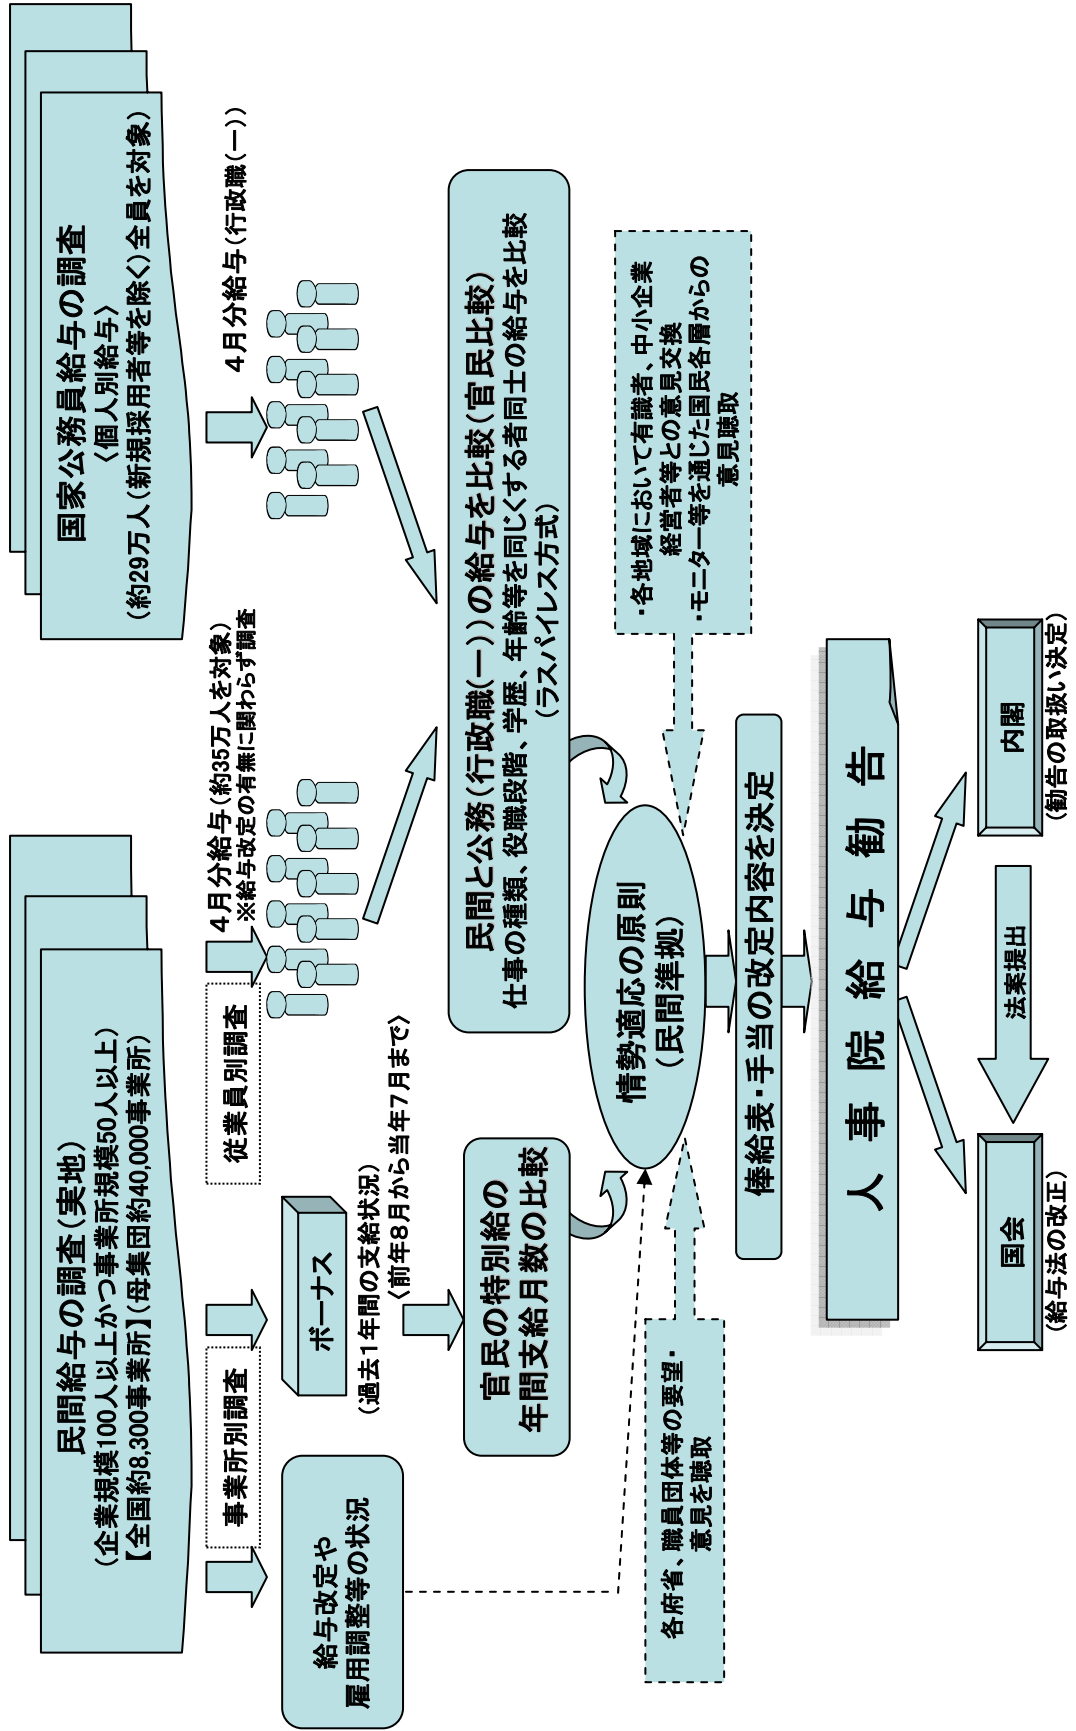 民間給与の調査（実地）
（企業規模100人以上かつ事業所規模50人以上）
【全国約8,300事業所】（母集団約40,000事業所）
国家公務員給与の調査
〈個人別給与〉
（約29万人（新規採用者等を除く）全員を対象）
事業所別調査
従業員別調査
４月分給与（約35万人を対象）
※給与改定の有無に関わらず調査
４月分給与（行政職（一））
給与改定や
雇用調整等の状況
ボーナス
（過去１年間の支給状況）
〈前年８月から当年７月まで〉
官民の特別給の
年間支給月数の比較
民間と公務（行政職（一））の給与を比較（官民比較）
仕事の種類、役職段階、学歴、年齢等を同じくする者同士の給与を比較
（ラスパイレス方式）
各府省、職員団体等の要望・
意見を聴取
情勢適応の原則
（民間準拠）
・各地域において有識者、中小企業
経営者等との意見交換
・モニター等を通じた国民各層からの
意見聴取
俸給表・手当の改定内容を決定
人事院給与勧告
国会
（給与法の改正）
法案提出
内閣
（勧告の取扱い決定）